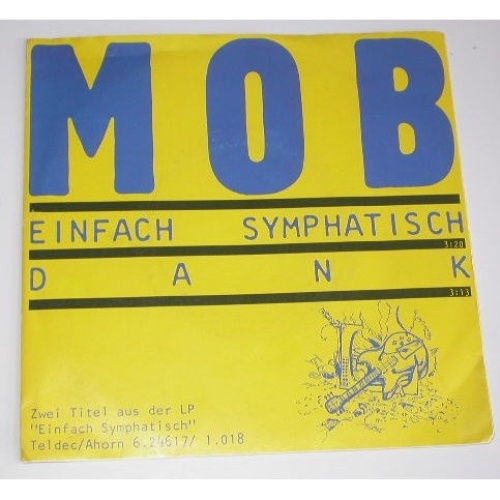 MOB
EINFACH SYMPHATISCH
3:20
DANK
3:13
Zwei Titel aus der LP
"Einfach Symphatisch"
Teldec/Ahorn 6.24617/ 1.018